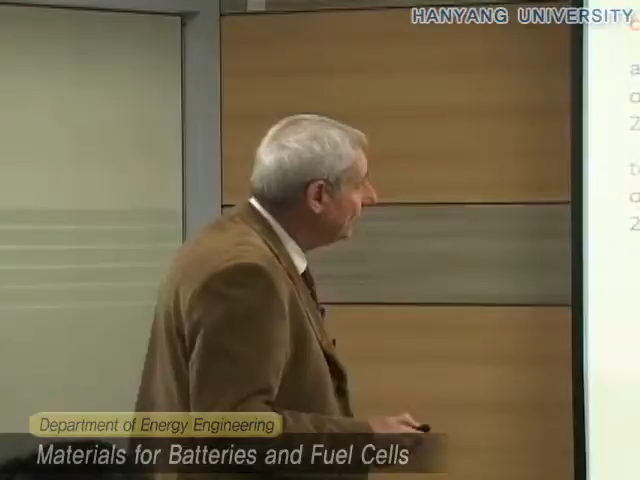 HANYANG UNIVERSITY
Department of Energy Engineering
Materials for Batteries and Fuel Cells